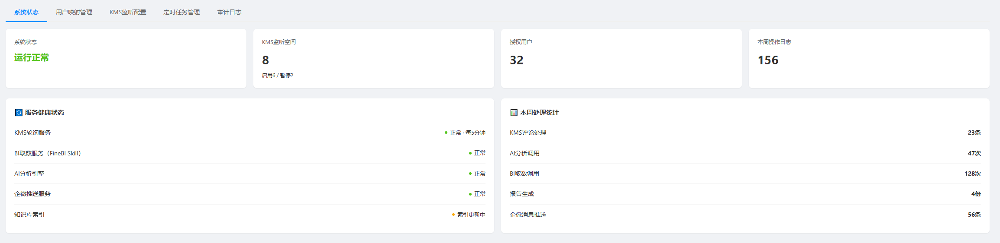 系统状态 用户映射管理 KMS监听配置 定时任务管理 审计日志
系统状态
运行正常
KMS监听空间
8
启用6 / 暂停2
授权用户
32
本周操作日志
156
服务健康状态
KMS轮询服务 正常 · 每5分钟
BI取数服务（FineBI Skill） 正常
AI分析引擎 正常
企微推送服务 正常
知识库索引 索引更新中
本周处理统计
KMS评论处理 23条
AI分析调用 47次
BI取数调用 128次
报告生成 4份
企微消息推送 56条